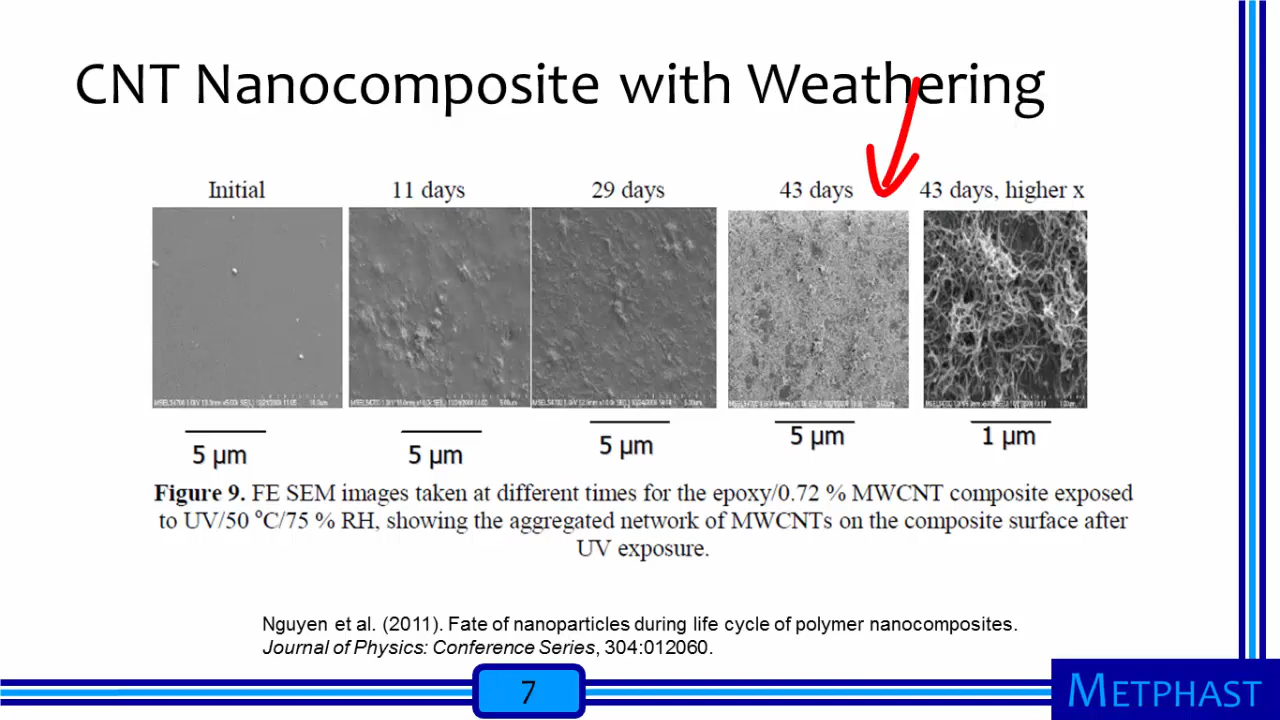 CNT Nanocomposite with Weathering
Initial 11 days 29 days 43 days 43 days, higher x
5 µm 5 µm 5 µm 5 µm 1 µm
Figure 9. FE SEM images taken at different times for the epoxy/0.72 % MWCNT composite exposed
to UV/50 °C/75 % RH, showing the aggregated network of MWCNTs on the composite surface after
UV exposure.
Nguyen et al. (2011). Fate of nanoparticles during life cycle of polymer nanocomposites.
Journal of Physics: Conference Series, 304:012060.
7
METPHAST